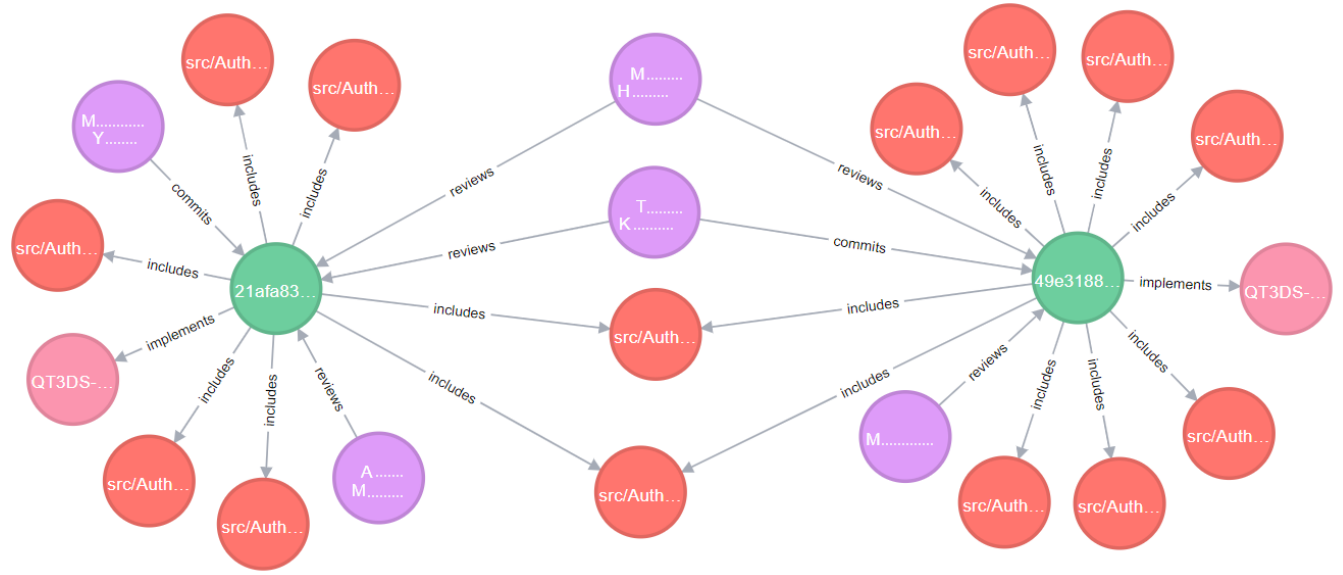 src/Auth...
src/Auth...
M............
Y........
commits
includes
includes
src/Auth...
includes
21afa83...
implements
QT3DS-...
includes
includes
reviews
src/Auth...
src/Auth...
A.......
M.........
M.........
H.........
reviews
reviews
T.........
K..........
reviews
commits
includes
includes
src/Auth...
includes
includes
src/Auth...
src/Auth...
src/Auth...
src/Auth...
src/Auth...
includes
includes
includes
includes
49e3188...
implements
QT3DS-...
reviews
M.............
includes
includes
includes
src/Auth...
src/Auth...
src/Auth...